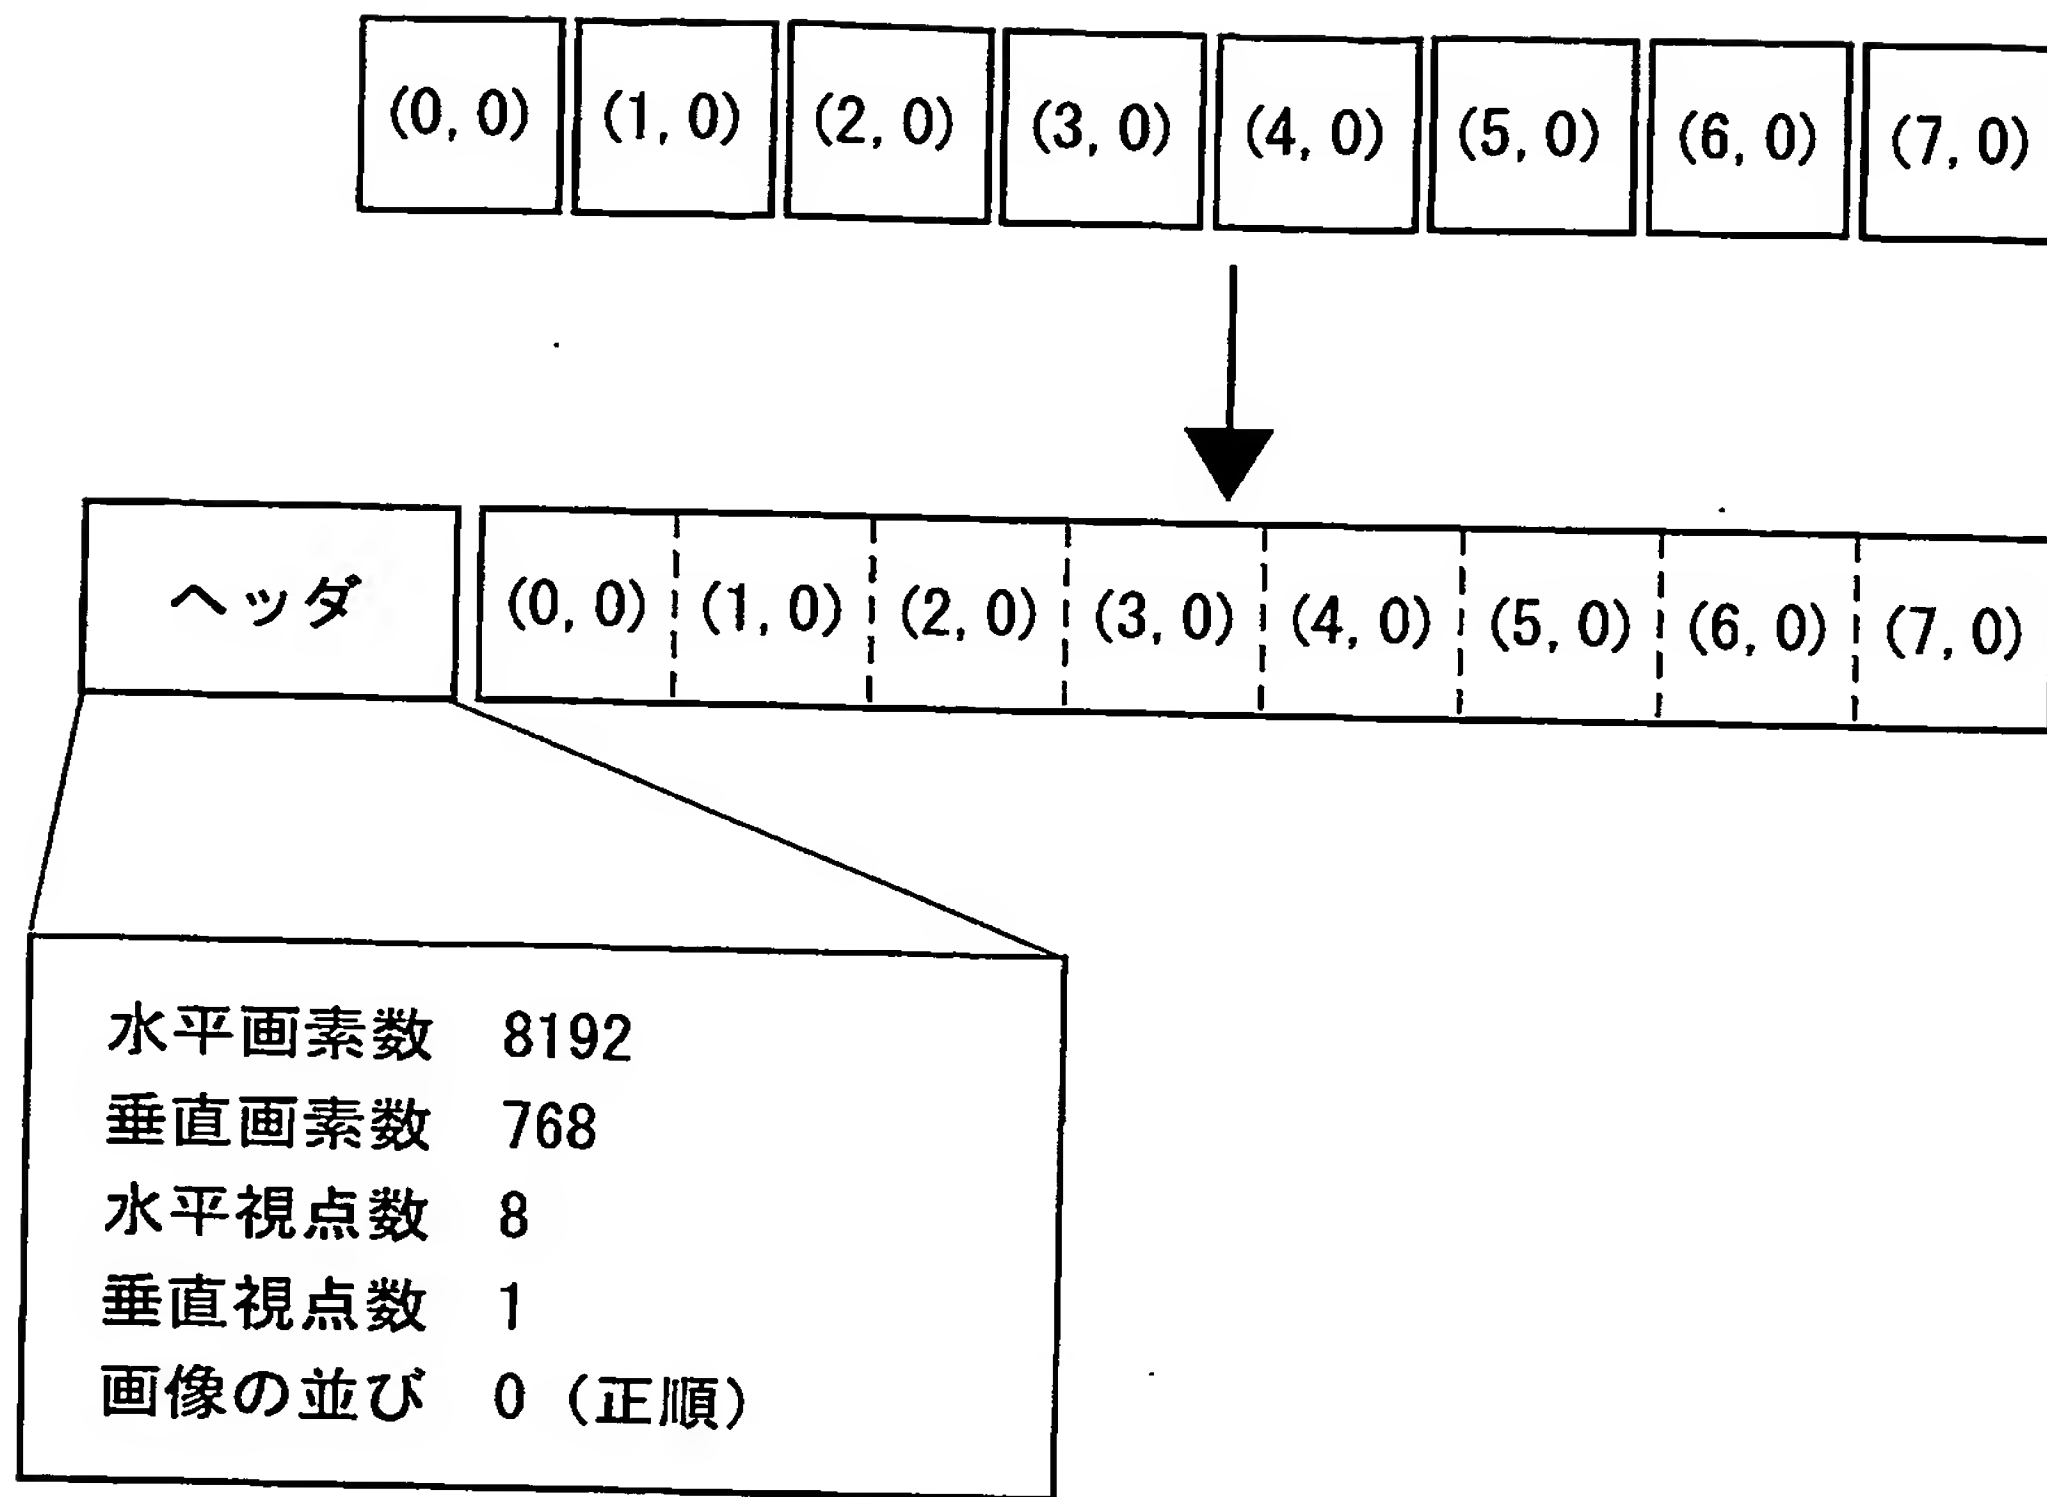 (0, 0) (1, 0) (2, 0) (3, 0) (4, 0) (5, 0) (6, 0) (7, 0)
ヘッダ (0, 0) (1, 0) (2, 0) (3, 0) (4, 0) (5, 0) (6, 0) (7, 0)
水平画素数 8192
垂直画素数 768
水平視点数 8
垂直視点数 1
画像の並び 0 (正順)